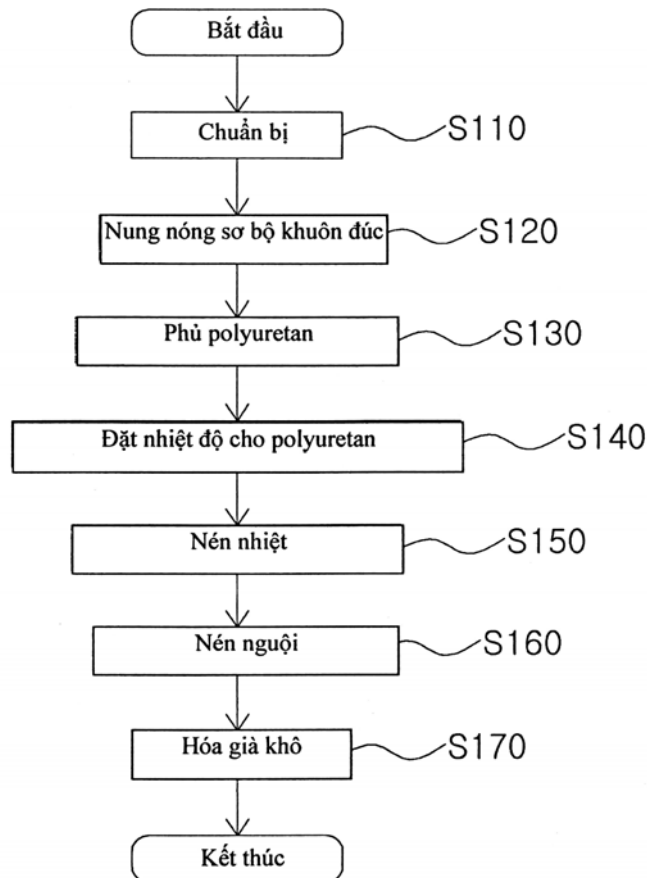 Bắt đầu
Chuẩn bị
S110
Nung nóng sơ bộ khuôn đúc
S120
Phủ polyuretan
S130
Đặt nhiệt độ cho polyuretan
S140
Nén nhiệt
S150
Nén nguội
S160
Hóa già khô
S170
Kết thúc